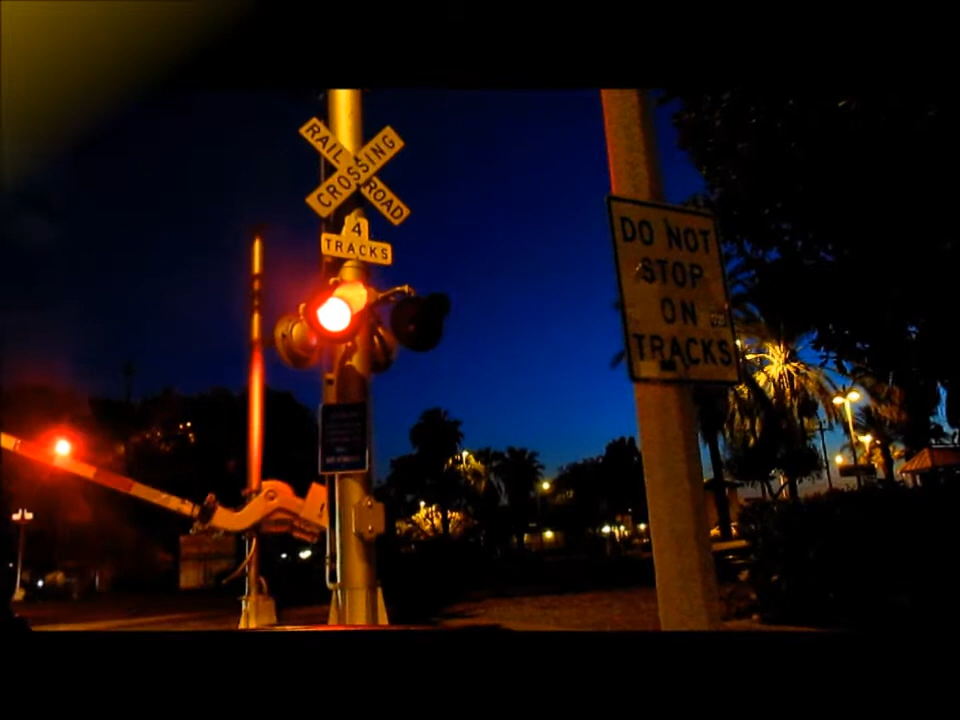 RAIL ROAD
CROSSING
4
TRACKS
DO NOT
STOP
ON
TRACKS